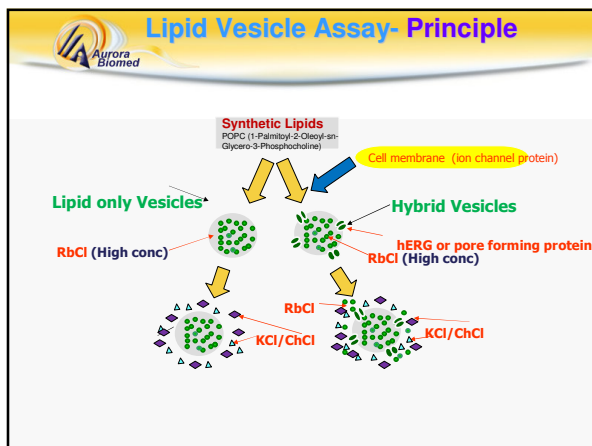 Lipid Vesicle Assay- Principle
Aurora
Biomed
Synthetic Lipids
POPC (1-Palmitoyl-2-Oleoyl-sn-
Glycero-3-Phosphocholine)
Cell membrane (ion channel protein)
Lipid only Vesicles
Hybrid Vesicles
RbCl (High conc)
hERG or pore forming protein
RbCl (High conc)
RbCl
KCl/ChCl
KCl/ChCl